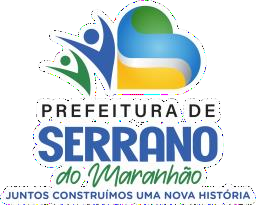 PREFEITURA DE
SERRANO
do Maranhão
JUNTOS CONSTRUÍMOS UMA NOVA HISTÓRIA